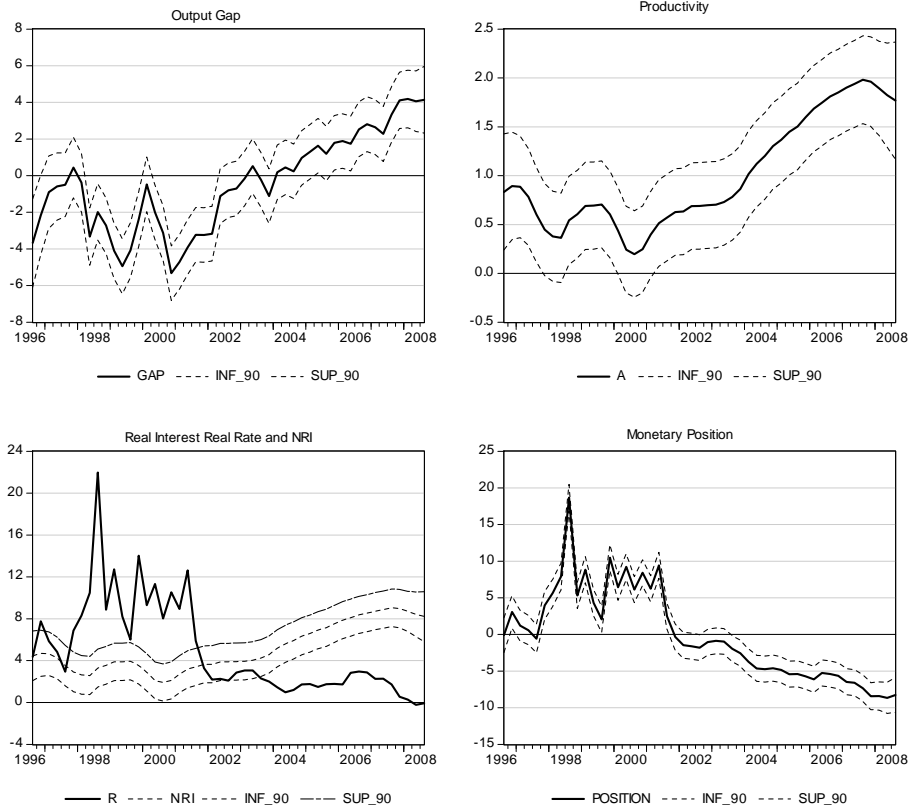 Output Gap
8
6
4
2
0
-2
-4
-6
-8
1996 1998 2000 2002 2004 2006 2008
GAP INF_90 SUP_90
Productivity
2.5
2.0
1.5
1.0
0.5
0.0
-0.5
1996 1998 2000 2002 2004 2006 2008
A INF_90 SUP_90
Real Interest Real Rate and NRI
24
20
16
12
8
4
0
-4
1996 1998 2000 2002 2004 2006 2008
R NRI INF_90 SUP_90
Monetary Position
25
20
15
10
5
0
-5
-10
-15
1996 1998 2000 2002 2004 2006 2008
POSITION INF_90 SUP_90